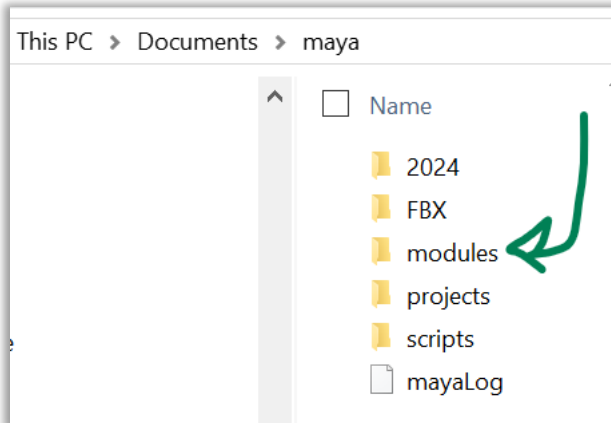 This PC > Documents > maya
Name
2024
FBX
modules
projects
scripts
mayaLog